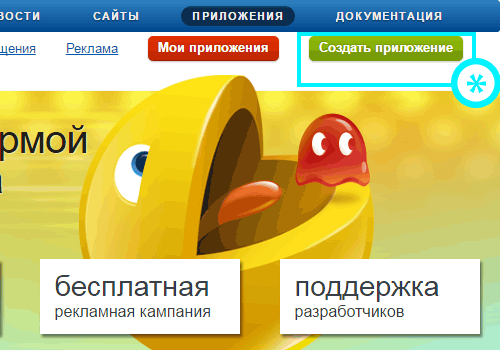 ВОСТИ САЙТЫ ПРИЛОЖЕНИЯ ДОКУМЕНТАЦИЯ
щения Реклама Мои приложения Создать приложение
*
рмой
а
бесплатная
рекламная кампания
поддержка
разработчиков